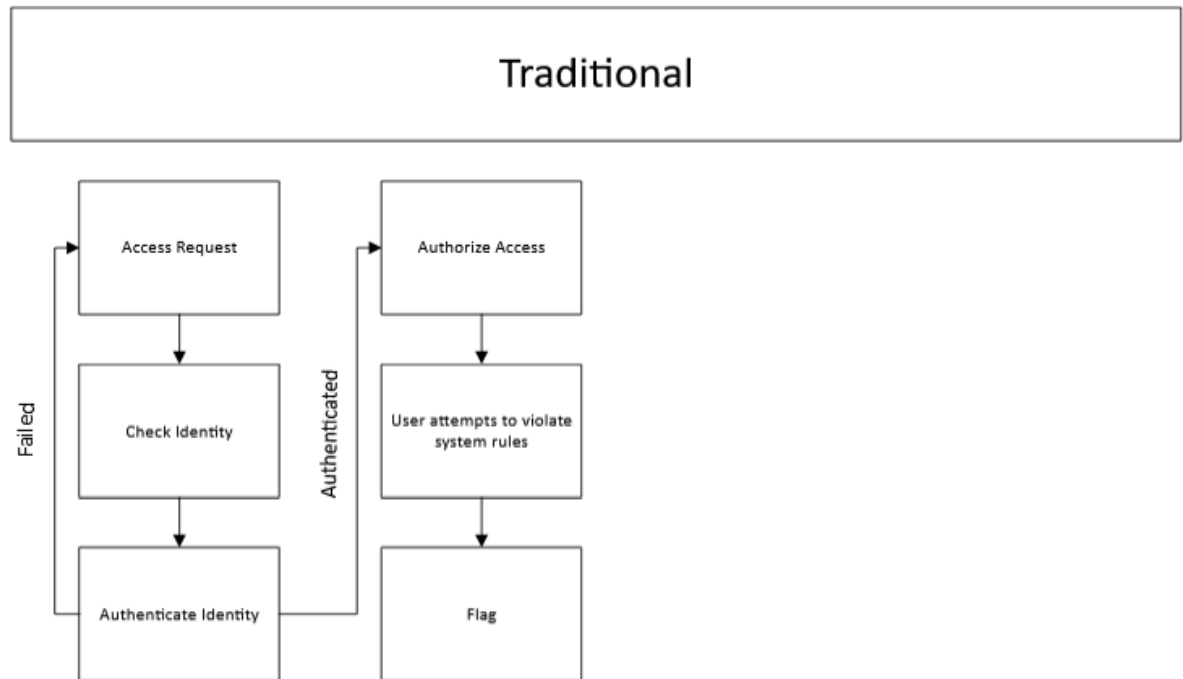 Traditional
Access Request
Check Identity
Authenticate Identity
Failed
Authenticated
Authorize Access
User attempts to violate
system rules
Flag